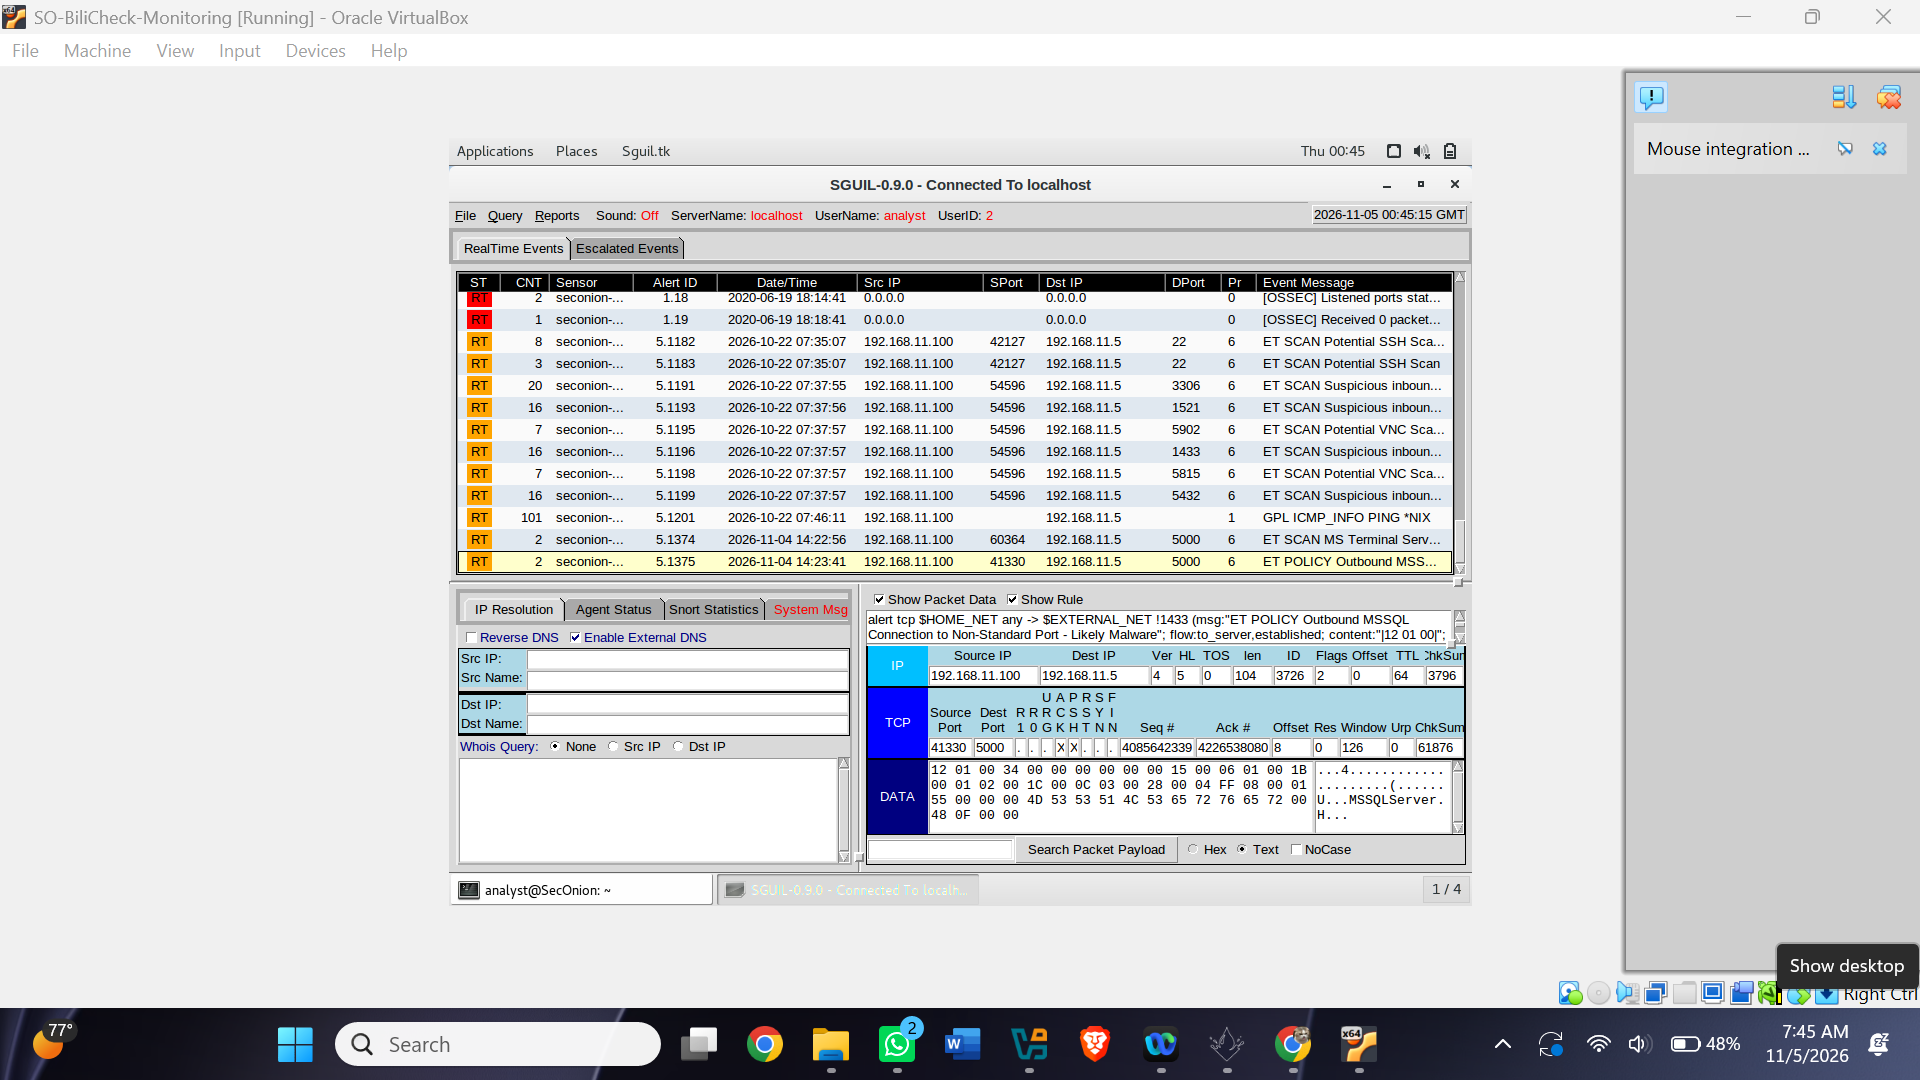 SO-BiliCheck-Monitoring [Running] - Oracle VirtualBox
File Machine View Input Devices Help
Mouse integration ...
Applications Places Sguil.tk Thu 00:45
SGUIL-0.9.0 - Connected To localhost
File Query Reports Sound: Off ServerName: localhost UserName: analyst UserID: 2 2026-11-05 00:45:15 GMT
RealTime Events Escalated Events
ST CNT Sensor Alert ID Date/Time Src IP SPort Dst IP DPort Pr Event Message
RT 2 seconion-... 1.18 2020-06-19 18:14:41 0.0.0.0 0.0.0.0 0 [OSSEC] Listened ports stat...
RT 1 seconion-... 1.19 2020-06-19 18:18:41 0.0.0.0 0.0.0.0 0 [OSSEC] Received 0 packet...
RT 8 seconion-... 5.1182 2026-10-22 07:35:07 192.168.11.100 42127 192.168.11.5 22 6 ET SCAN Potential SSH Sca...
RT 3 seconion-... 5.1183 2026-10-22 07:35:07 192.168.11.100 42127 192.168.11.5 22 6 ET SCAN Potential SSH Scan
RT 20 seconion-... 5.1191 2026-10-22 07:37:55 192.168.11.100 54596 192.168.11.5 3306 6 ET SCAN Suspicious inboun...
RT 16 seconion-... 5.1193 2026-10-22 07:37:56 192.168.11.100 54596 192.168.11.5 1521 6 ET SCAN Suspicious inboun...
RT 7 seconion-... 5.1195 2026-10-22 07:37:57 192.168.11.100 54596 192.168.11.5 5902 6 ET SCAN Potential VNC Sca...
RT 16 seconion-... 5.1196 2026-10-22 07:37:57 192.168.11.100 54596 192.168.11.5 1433 6 ET SCAN Suspicious inboun...
RT 7 seconion-... 5.1198 2026-10-22 07:37:57 192.168.11.100 54596 192.168.11.5 5815 6 ET SCAN Potential VNC Sca...
RT 16 seconion-... 5.1199 2026-10-22 07:37:57 192.168.11.100 54596 192.168.11.5 5432 6 ET SCAN Suspicious inboun...
RT 101 seconion-... 5.1201 2026-10-22 07:46:11 192.168.11.100 192.168.11.5 1 GPL ICMP_INFO PING *NIX
RT 2 seconion-... 5.1374 2026-11-04 14:22:56 192.168.11.100 60364 192.168.11.5 5000 6 ET SCAN MS Terminal Serv...
RT 2 seconion-... 5.1375 2026-11-04 14:23:41 192.168.11.100 41330 192.168.11.5 5000 6 ET POLICY Outbound MSS...
IP Resolution Agent Status Snort Statistics System Msg
Reverse DNS Enable External DNS
Src IP:
Src Name:
Dst IP:
Dst Name:
Whois Query: None Src IP Dst IP
Show Packet Data Show Rule
alert tcp $HOME_NET any -> $EXTERNAL_NET !1433 (msg:"ET POLICY Outbound MSSQL
Connection to Non-Standard Port - Likely Malware"; flow:to_server,established; content:"|12 01 00|";
IP Source IP Dest IP Ver HL TOS len ID Flags Offset TTL ChkSum
192.168.11.100 192.168.11.5 4 5 0 104 3726 2 0 64 3796
U A P R S F
R R R C S S Y I
TCP Source Port Dest Port 1 0 G K H T N N Seq # Ack # Offset Res Window Urp ChkSum
41330 5000 . . . X X . . . 4085642339 4226538080 8 0 126 0 61876
DATA
12 01 00 34 00 00 00 00 00 00 15 00 06 01 00 1B ...4............
00 01 02 00 1C 00 0C 03 00 28 00 04 FF 08 00 01 .........(......
55 00 00 00 4D 53 53 51 4C 53 65 72 76 65 72 00 U...MSSQLServer.
48 0F 00 00 H...
Search Packet Payload Hex Text NoCase
analyst@SecOnion: ~ SGUIL-0.9.0 - Connected To localh... 1 / 4
Show desktop
Right Ctrl
77°
Search
2
x64
48%
7:45 AM
11/5/2026